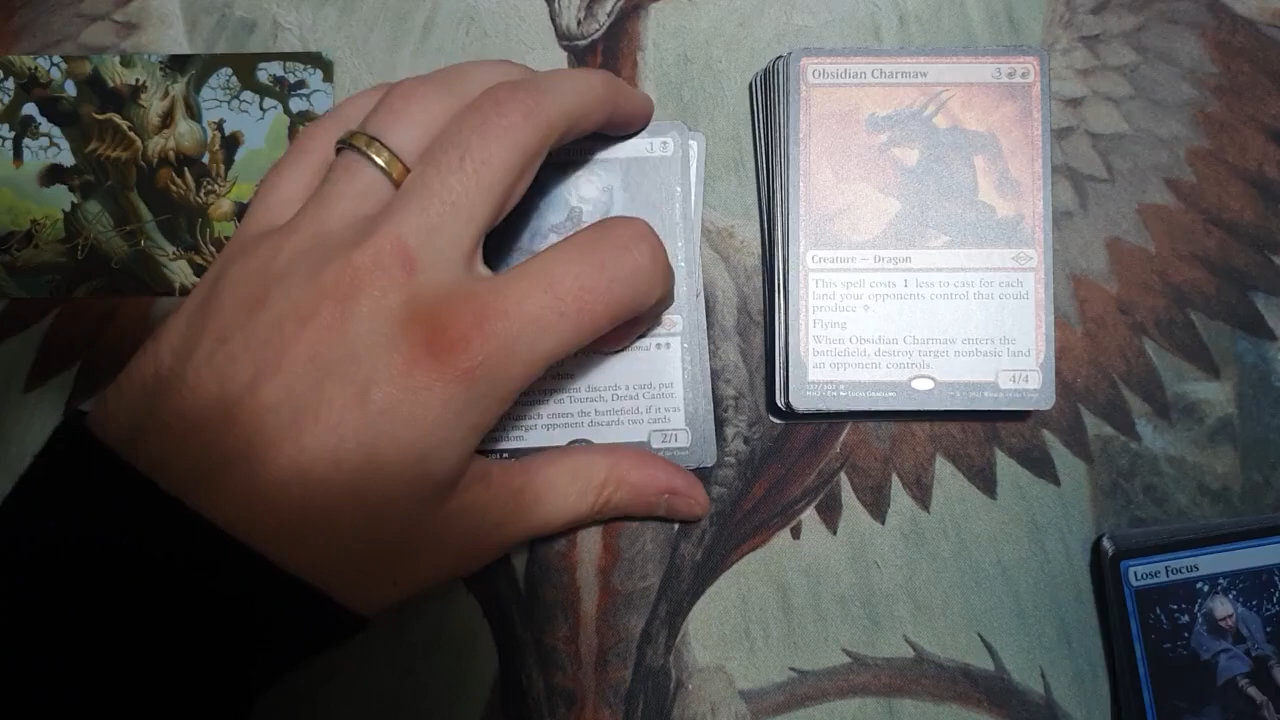 Obsidian Charmaw 3
Creature — Dragon
This spell costs 1 less to cast for each
land your opponents control that could
produce
Flying
When Obsidian Charmaw enters the
battlefield, destroy target nonbasic land
an opponent controls.
4/4
1
opponent discards a card, put
on Tourach, Dread Cantor.
enters the battlefield, if it was
target opponent discards two cards
2/1
Lose Focus